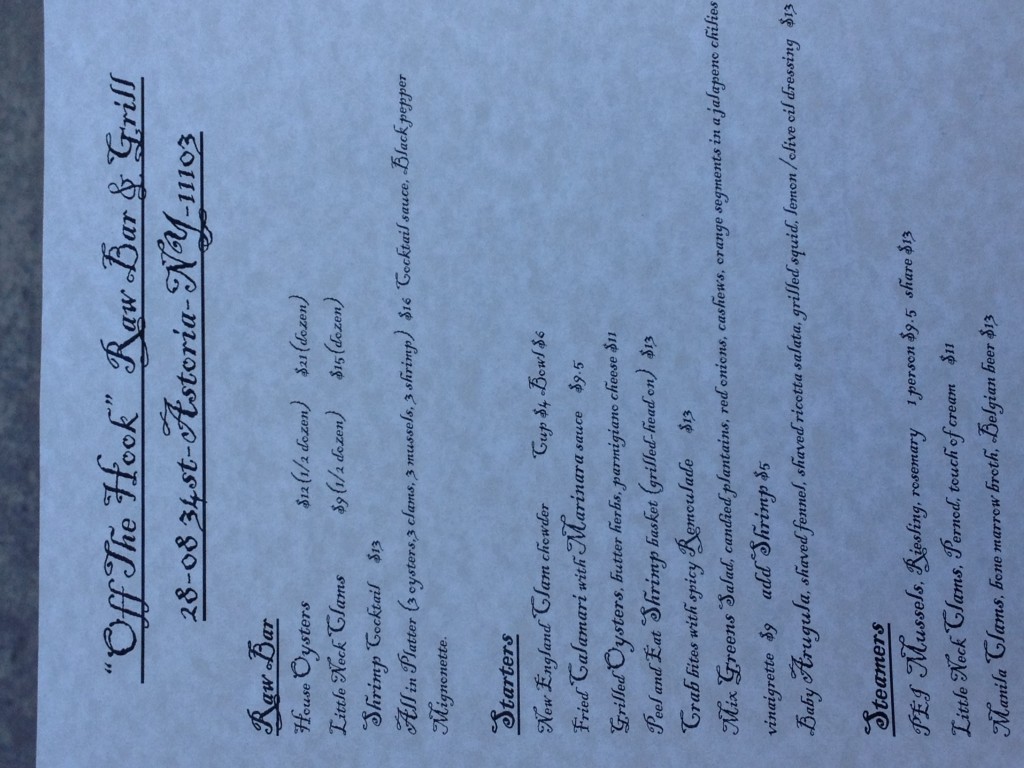 "Off The Hook" Raw Bar & Grill
28-08 34st-Astoria-NY-11103
Raw Bar
House Oysters $12 (1/2 dozen) $21 (dozen)
Little Neck Clams $9 (1/2 dozen) $15 (dozen)
Shrimp Cocktail $13
All in Platter (3 oysters, 3 clams, 3 mussels, 3 shrimp) $16 Cocktail sauce, Black pepper
Mignonette.
Starters
New England Clam chowder Cup $4 Bowl $6
Fried Calamari with Marinara sauce $9.5
Grilled Oysters, butter herbs, parmigiano cheese $11
Peel and Eat Shrimp basket (grilled-head on) $13
Crab bites with spicy Remoulade $13
Mix Greens Salad, candied plantains, red onions, cashews, orange segments in a jalapeno chilies
vinaigrette $9 add Shrimp $5
Baby Arugula, shaved fennel, shaved ricotta salata, grilled squid, lemon / olive oil dressing $13
Steamers
PEI Mussels, Riesling, rosemary 1 person $9.5 share $13
Little Neck Clams, Pernod, touch of cream $11
Manila Clams, bone marrow broth, Belgian beer $13